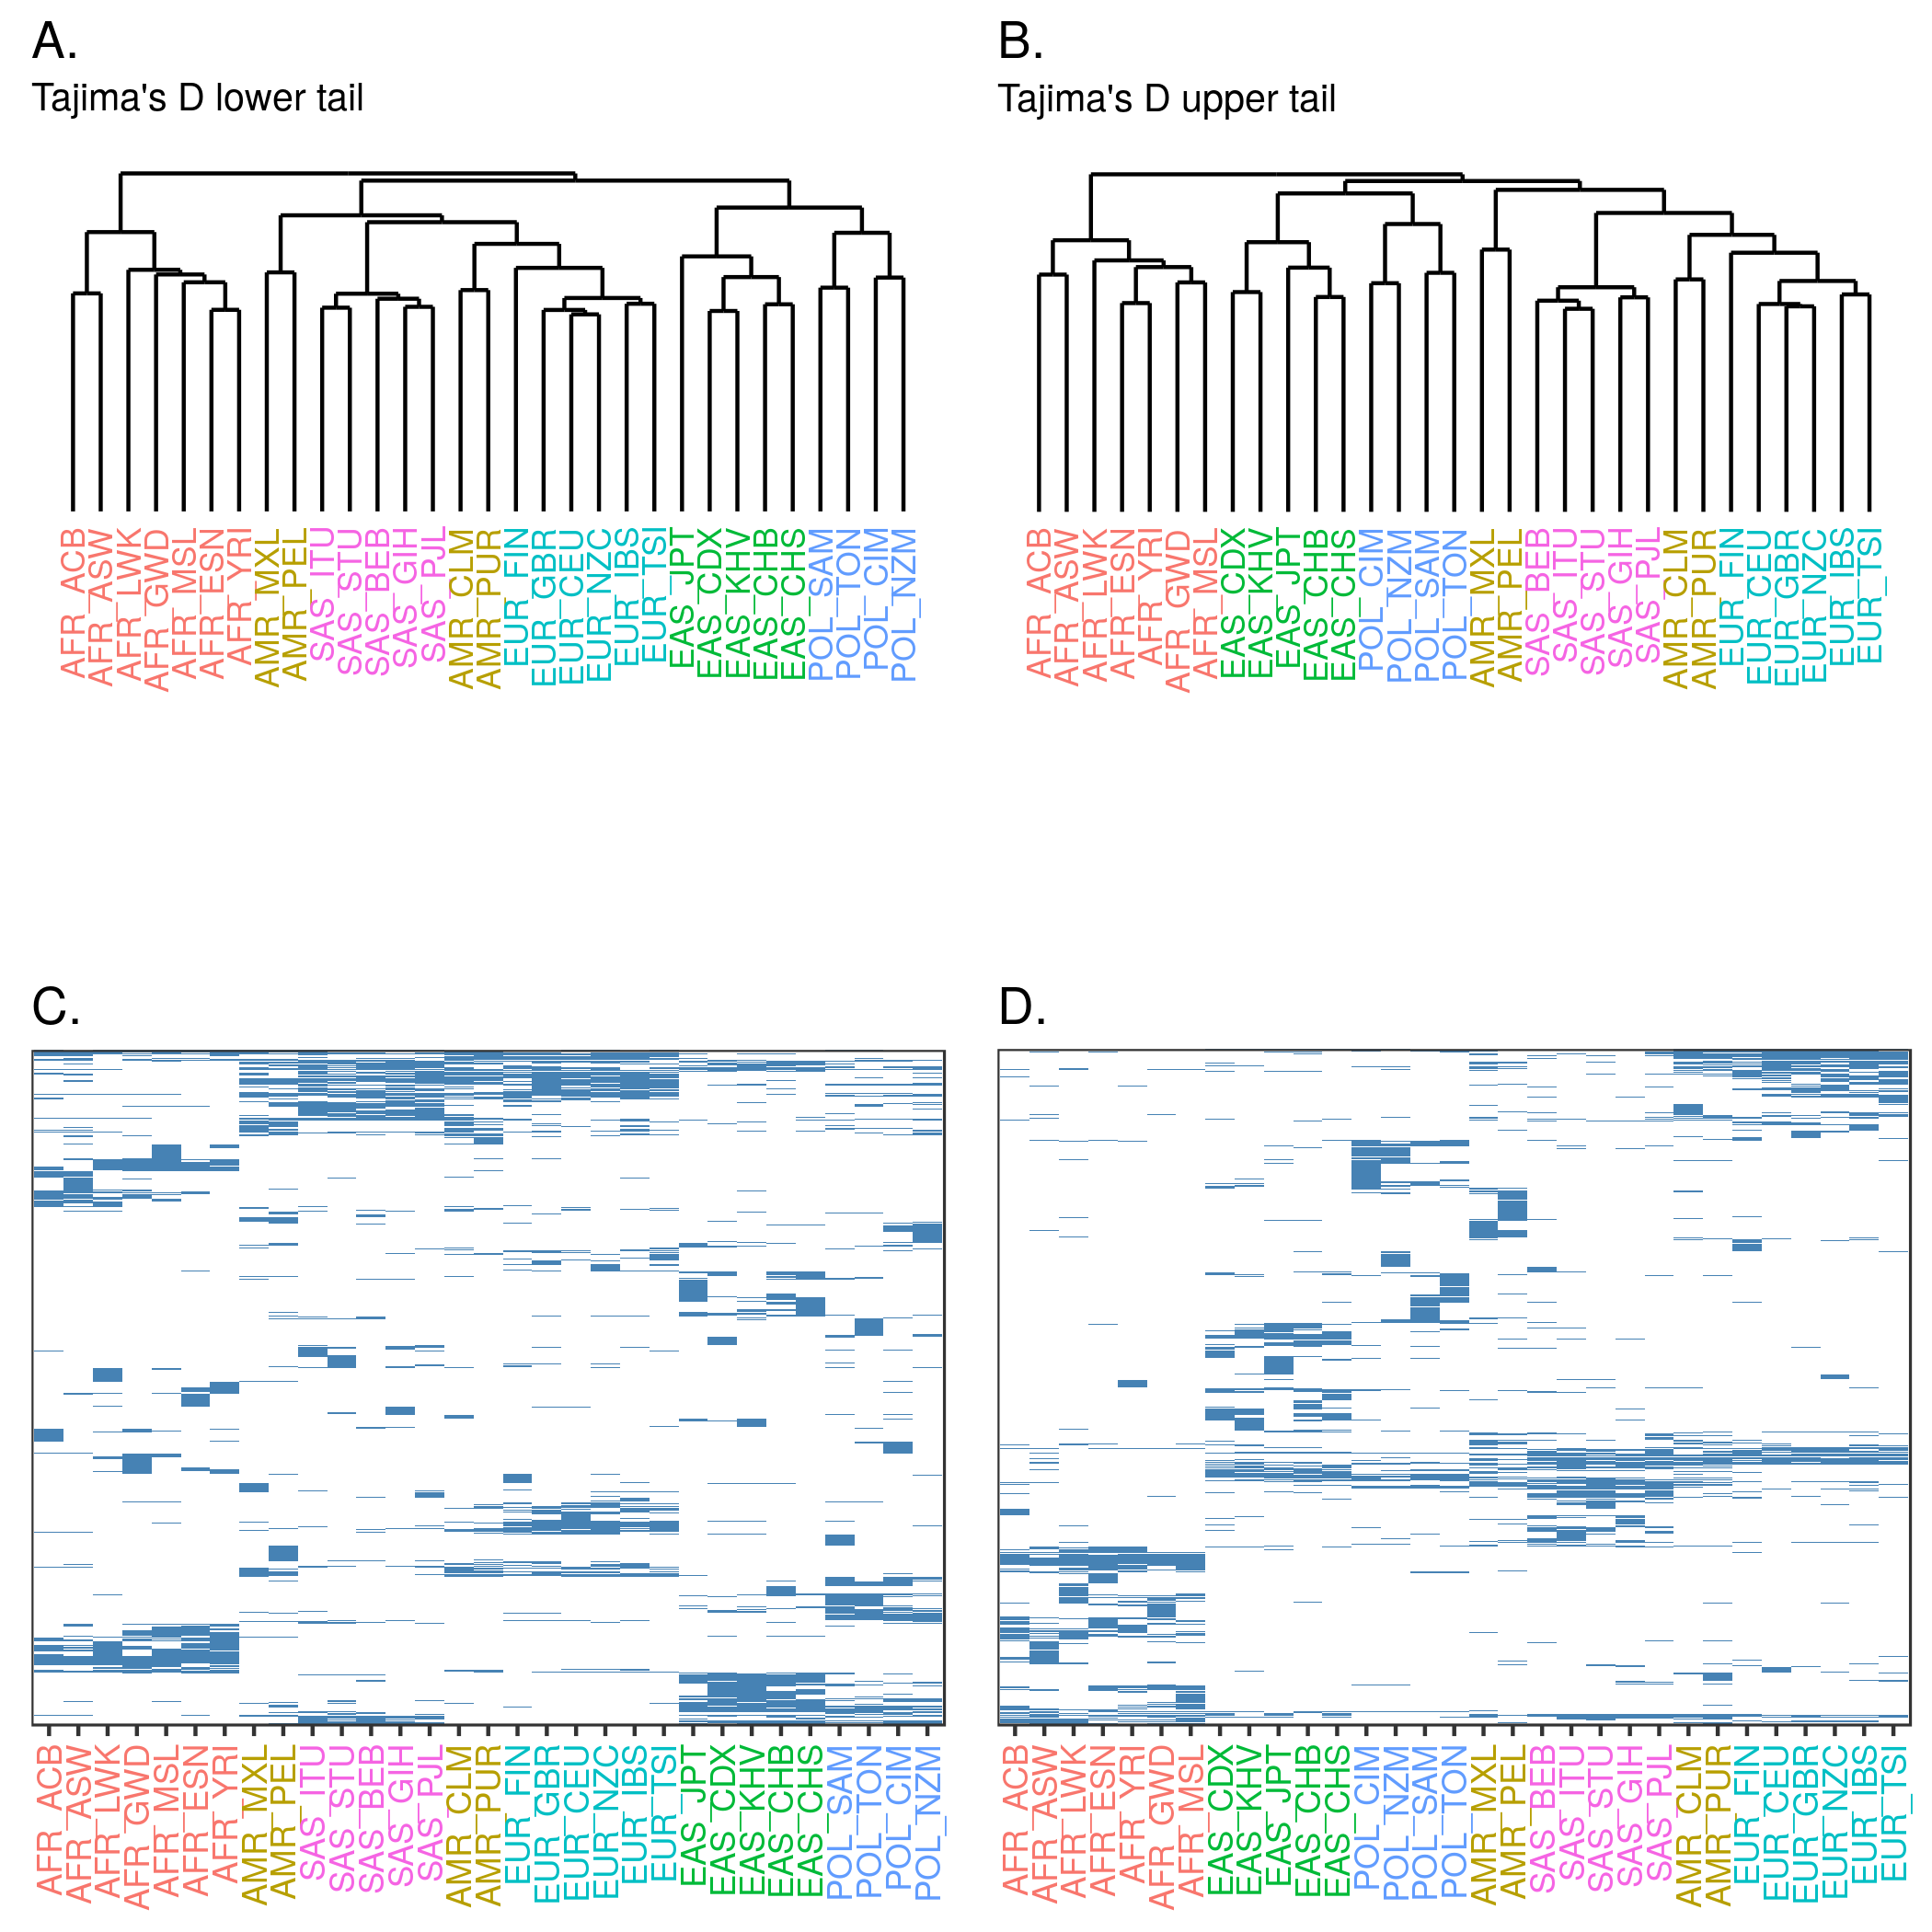 A.
Tajima's D lower tail
AFR_ACB
AFR_ASW
AFR_LWK
AFR_GWD
AFR_MSL
AFR_ESN
AFR_YRI
AMR_MXL
AMR_PEL
SAS_ITU
SAS_STU
SAS_BEB
SAS_GIH
SAS_PJL
AMR_CLM
AMR_PUR
EUR_FIN
EUR_GBR
EUR_CEU
EUR_NZC
EUR_IBS
EUR_TSI
EAS_JPT
EAS_CDX
EAS_KHV
EAS_CHB
EAS_CHS
POL_SAM
POL_TON
POL_CIM
POL_NZM
B.
Tajima's D upper tail
AFR_ACB
AFR_ASW
AFR_LWK
AFR_ESN
AFR_YRI
AFR_GWD
AFR_MSL
EAS_CDX
EAS_KHV
EAS_JPT
EAS_CHB
EAS_CHS
POL_CIM
POL_NZM
POL_SAM
POL_TON
AMR_MXL
AMR_PEL
SAS_BEB
SAS_ITU
SAS_STU
SAS_GIH
SAS_PJL
AMR_CLM
AMR_PUR
EUR_FIN
EUR_CEU
EUR_GBR
EUR_NZC
EUR_IBS
EUR_TSI
C.
AFR_ACB
AFR_ASW
AFR_LWK
AFR_GWD
AFR_MSL
AFR_ESN
AFR_YRI
AMR_MXL
AMR_PEL
SAS_ITU
SAS_STU
SAS_BEB
SAS_GIH
SAS_PJL
AMR_CLM
AMR_PUR
EUR_FIN
EUR_GBR
EUR_CEU
EUR_NZC
EUR_IBS
EUR_TSI
EAS_JPT
EAS_CDX
EAS_KHV
EAS_CHB
EAS_CHS
POL_SAM
POL_TON
POL_CIM
POL_NZM
D.
AFR_ACB
AFR_ASW
AFR_LWK
AFR_ESN
AFR_YRI
AFR_GWD
AFR_MSL
EAS_CDX
EAS_KHV
EAS_JPT
EAS_CHB
EAS_CHS
POL_CIM
POL_NZM
POL_SAM
POL_TON
AMR_MXL
AMR_PEL
SAS_BEB
SAS_ITU
SAS_STU
SAS_GIH
SAS_PJL
AMR_CLM
AMR_PUR
EUR_FIN
EUR_CEU
EUR_GBR
EUR_NZC
EUR_IBS
EUR_TSI